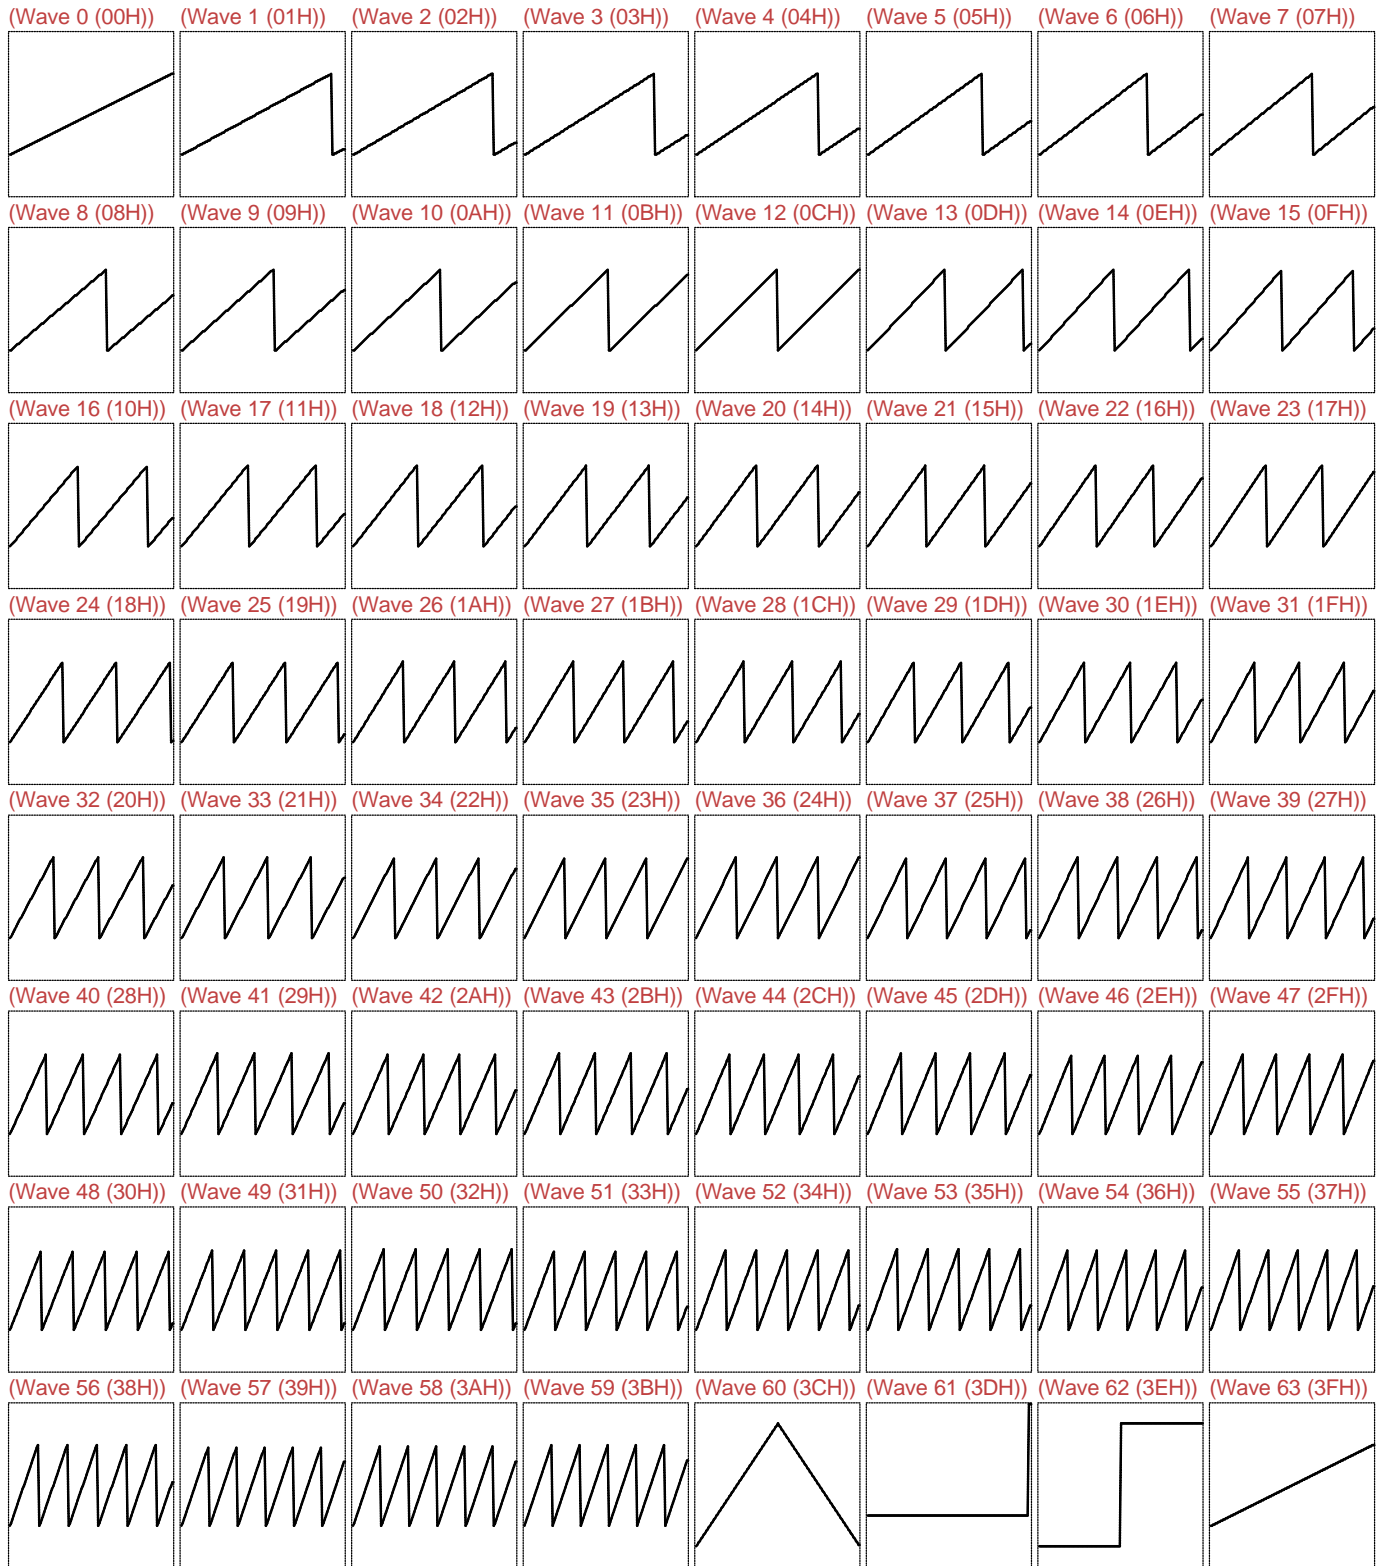 (Wave 0 (00H)) (Wave 1 (01H)) (Wave 2 (02H)) (Wave 3 (03H)) (Wave 4 (04H)) (Wave 5 (05H)) (Wave 6 (06H)) (Wave 7 (07H))
(Wave 8 (08H)) (Wave 9 (09H)) (Wave 10 (0AH)) (Wave 11 (0BH)) (Wave 12 (0CH)) (Wave 13 (0DH)) (Wave 14 (0EH)) (Wave 15 (0FH))
(Wave 16 (10H)) (Wave 17 (11H)) (Wave 18 (12H)) (Wave 19 (13H)) (Wave 20 (14H)) (Wave 21 (15H)) (Wave 22 (16H)) (Wave 23 (17H))
(Wave 24 (18H)) (Wave 25 (19H)) (Wave 26 (1AH)) (Wave 27 (1BH)) (Wave 28 (1CH)) (Wave 29 (1DH)) (Wave 30 (1EH)) (Wave 31 (1FH))
(Wave 32 (20H)) (Wave 33 (21H)) (Wave 34 (22H)) (Wave 35 (23H)) (Wave 36 (24H)) (Wave 37 (25H)) (Wave 38 (26H)) (Wave 39 (27H))
(Wave 40 (28H)) (Wave 41 (29H)) (Wave 42 (2AH)) (Wave 43 (2BH)) (Wave 44 (2CH)) (Wave 45 (2DH)) (Wave 46 (2EH)) (Wave 47 (2FH))
(Wave 48 (30H)) (Wave 49 (31H)) (Wave 50 (32H)) (Wave 51 (33H)) (Wave 52 (34H)) (Wave 53 (35H)) (Wave 54 (36H)) (Wave 55 (37H))
(Wave 56 (38H)) (Wave 57 (39H)) (Wave 58 (3AH)) (Wave 59 (3BH)) (Wave 60 (3CH)) (Wave 61 (3DH)) (Wave 62 (3EH)) (Wave 63 (3FH))